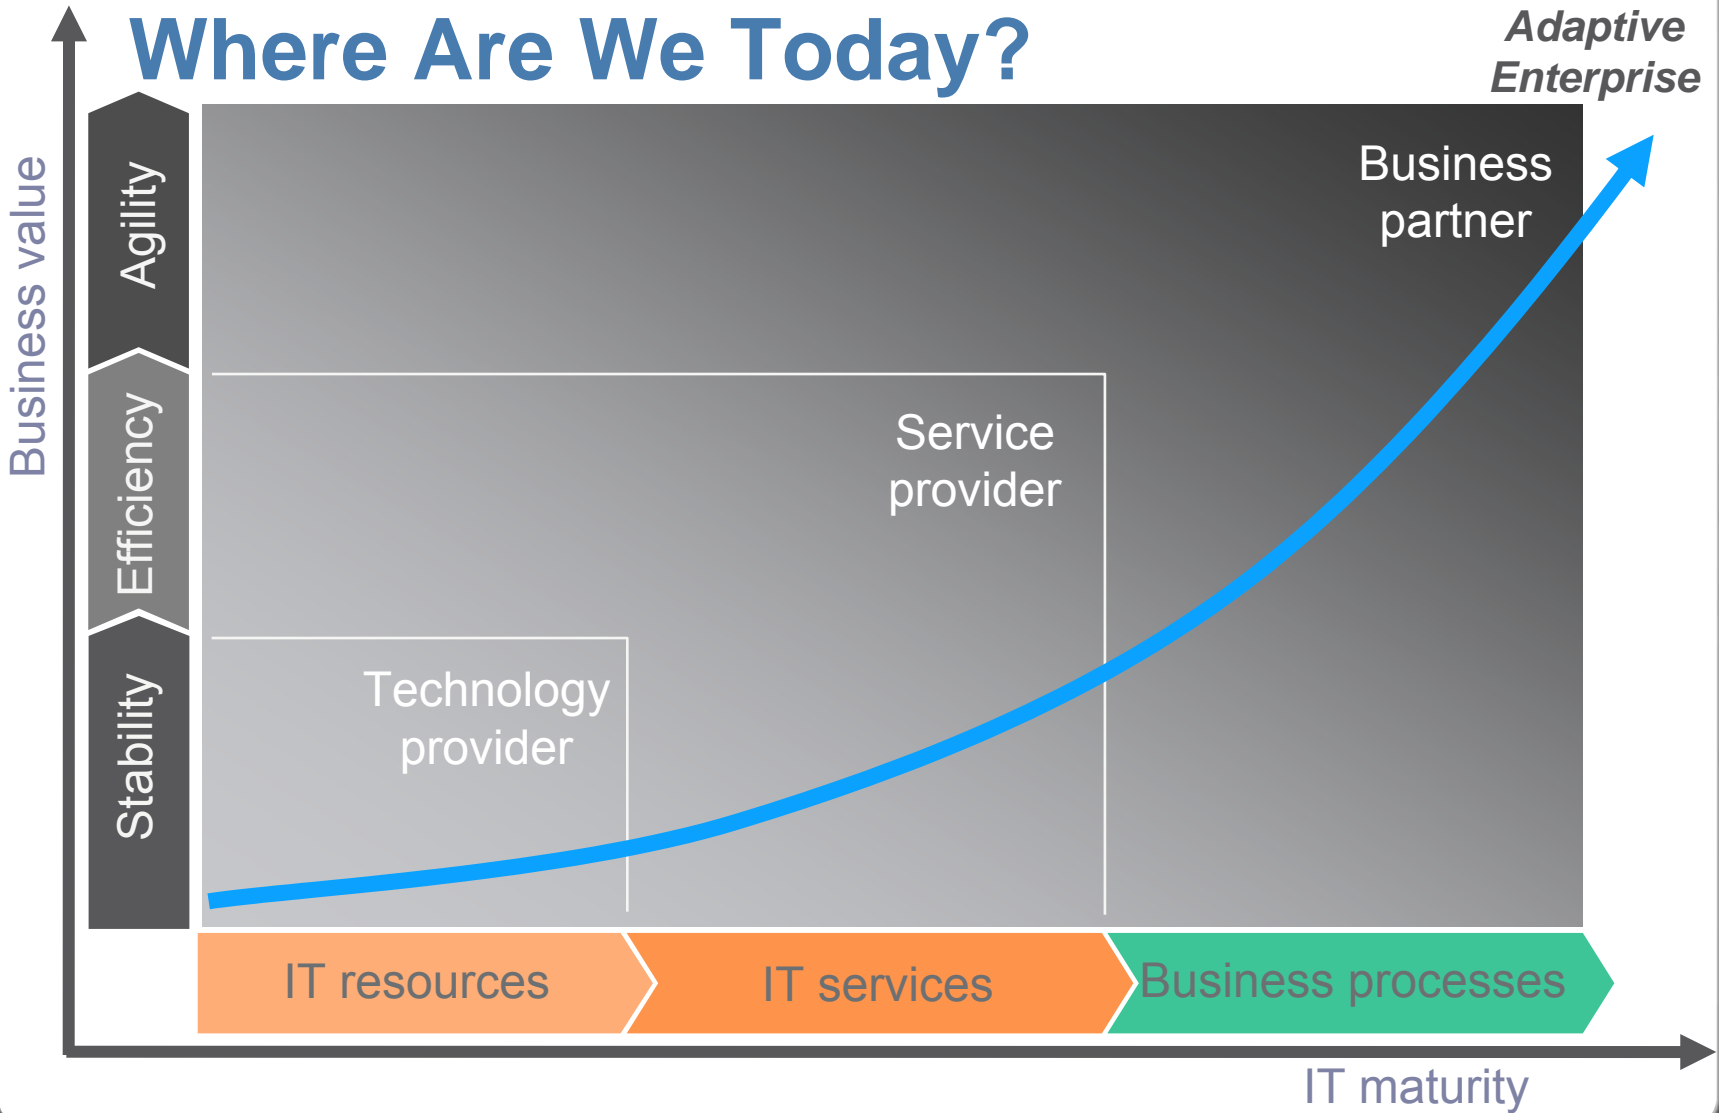 Where Are We Today?
Adaptive
Enterprise
Business value
Agility
Efficiency
Stability
Business
partner
Service
provider
Technology
provider
IT resources
IT services
Business processes
IT maturity